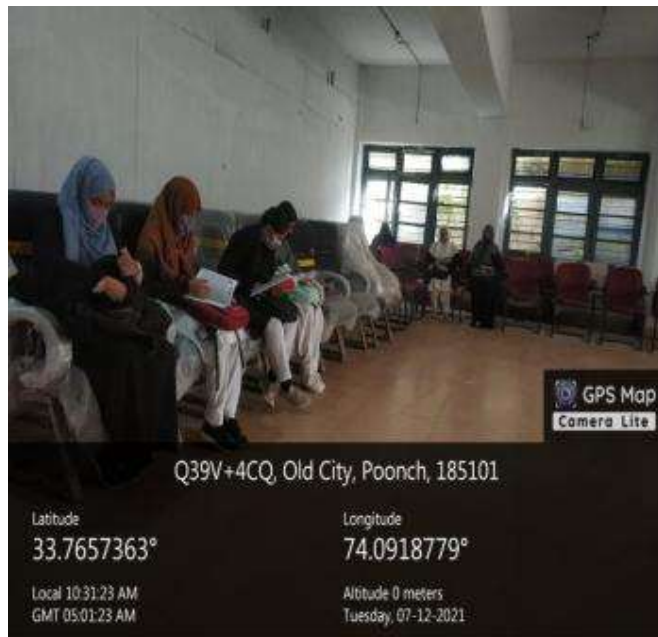 GPS Map
Camera Lite
Q39V+4CQ, Old City, Poonch, 185101
Latitude
33.7657363°
Longitude
74.0918779°
Local 10:31:23 AM
GMT 05:01:23 AM
Altitude 0 meters
Tuesday, 07-12-2021